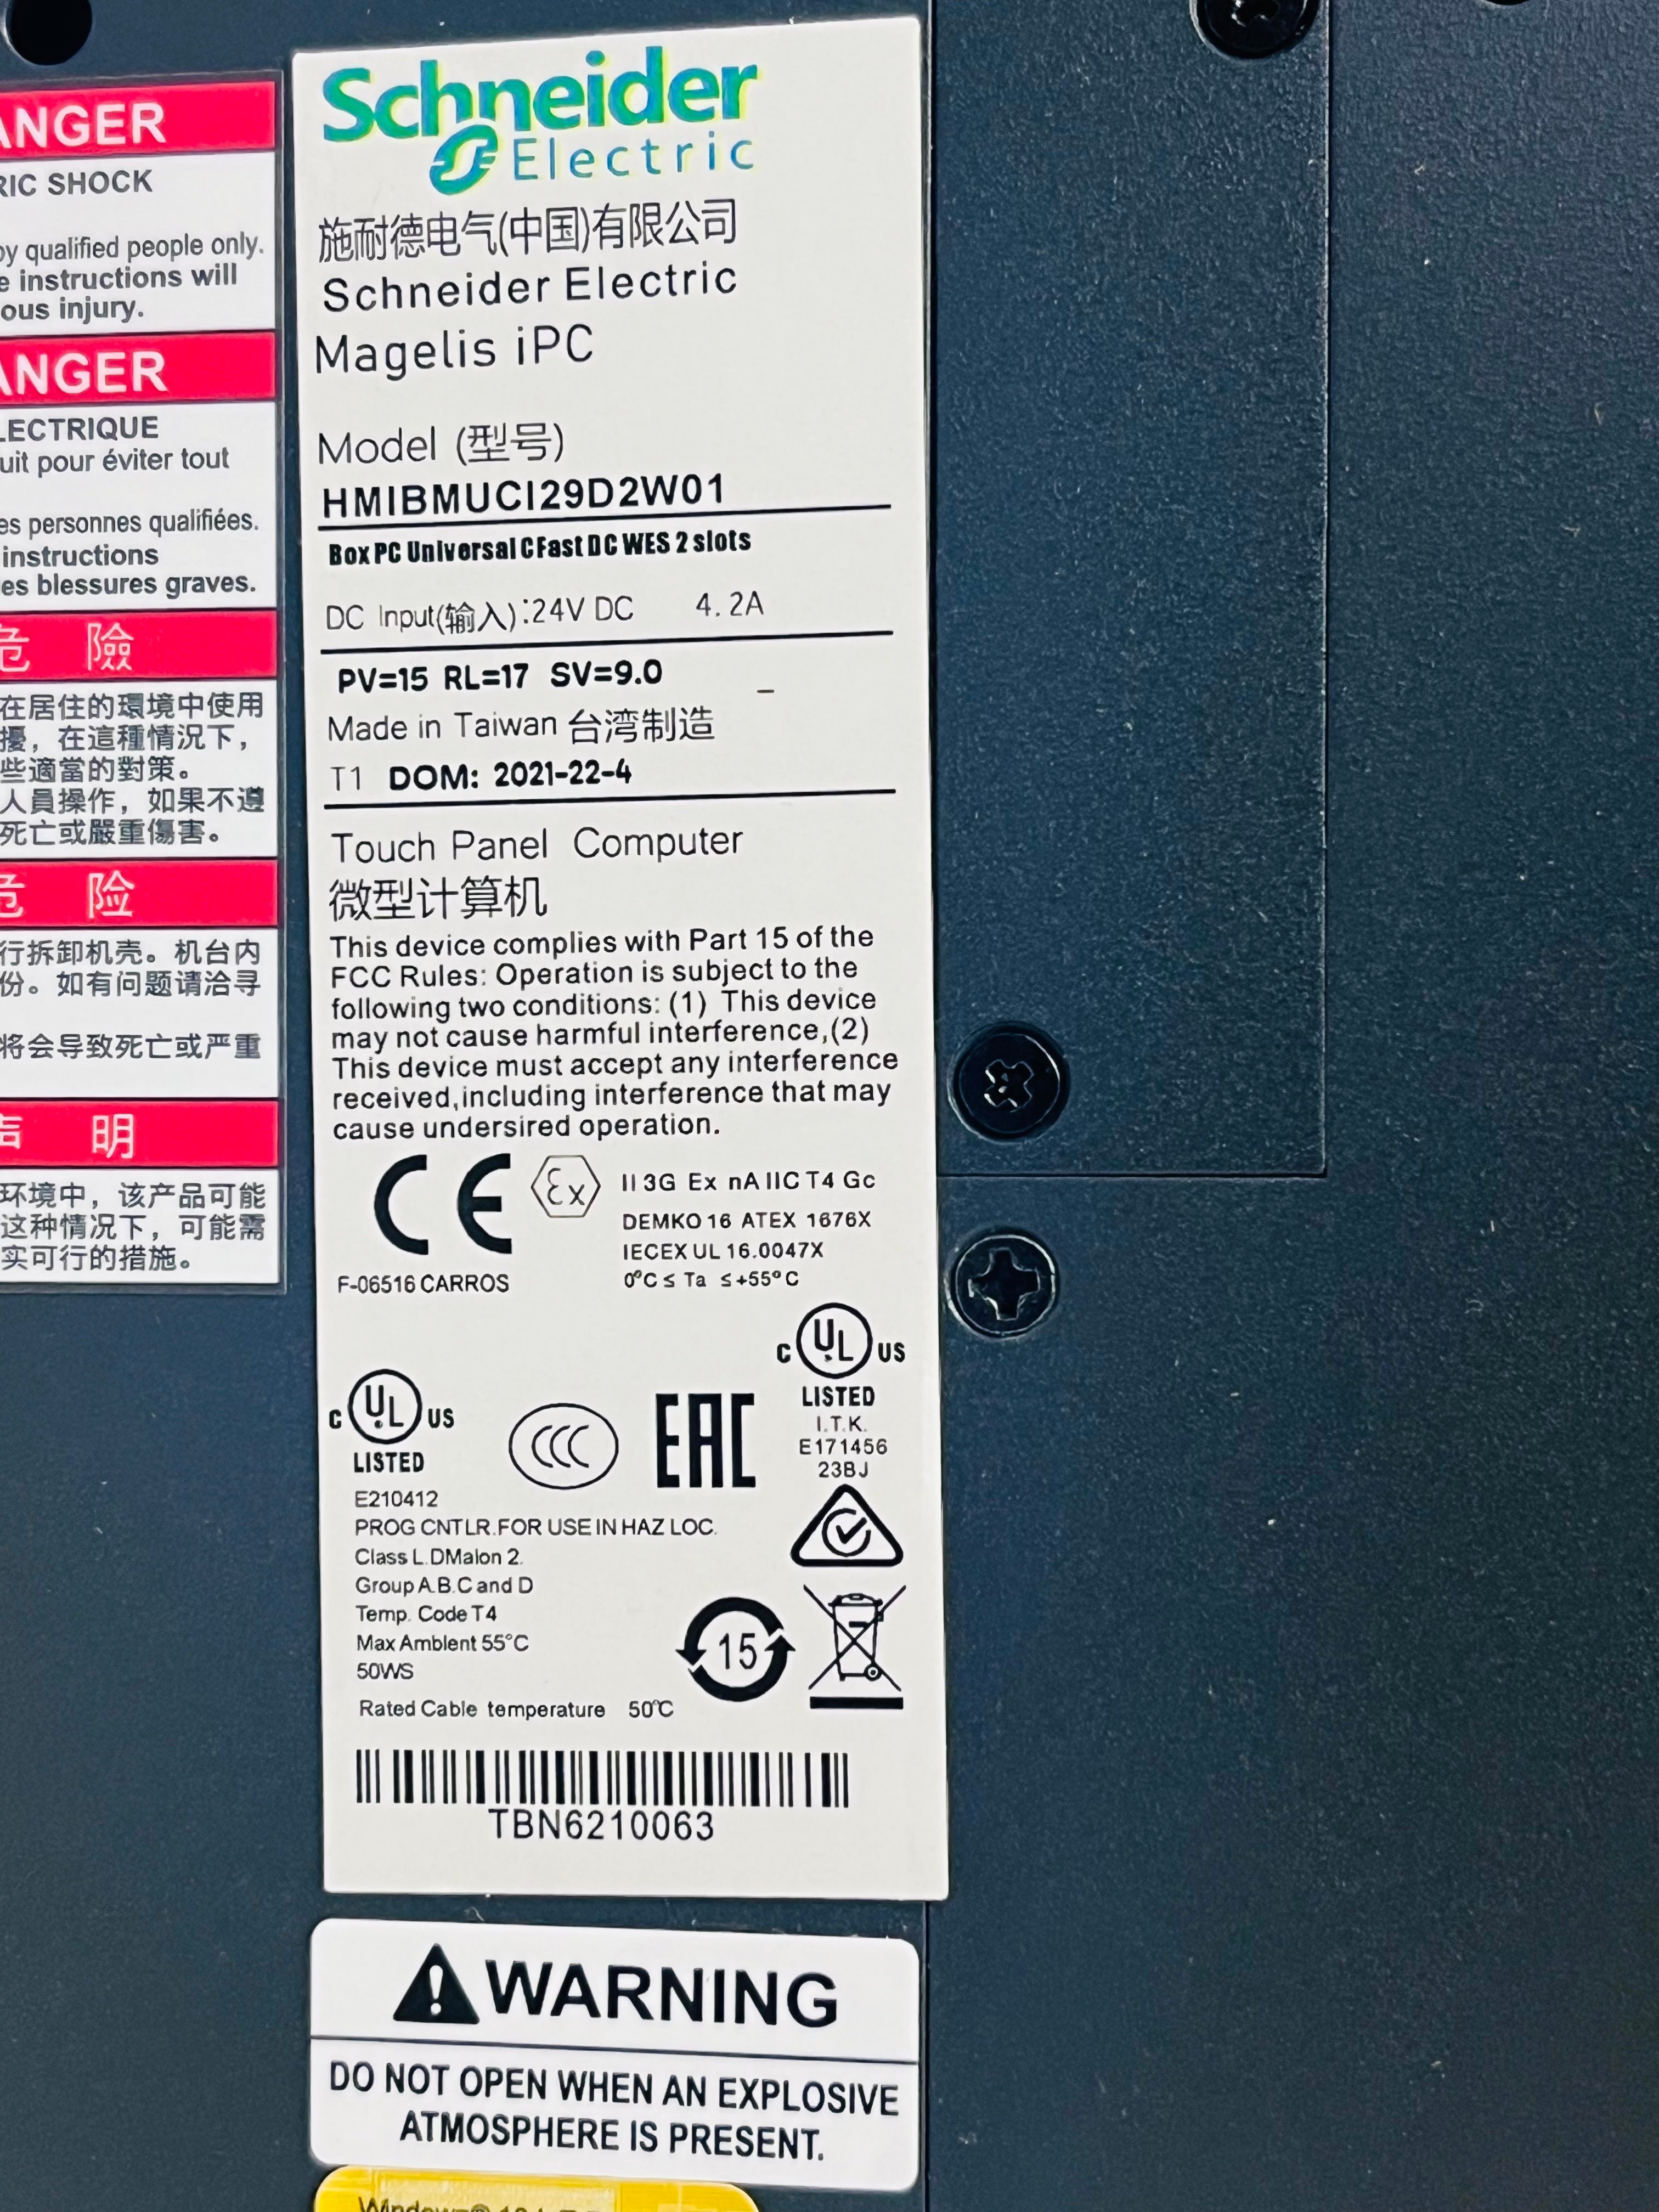 ANGER
RIC SHOCK
by qualified people only.
e instructions will
ous injury.
ANGER
LECTRIQUE
uit pour éviter tout
es personnes qualifiées.
instructions
es blessures graves.
危 險
在居住的環境中使用
擾，在這種情況下，
些適當的對策。
人員操作，如果不遵
死亡或嚴重傷害。
危 险
行拆卸机壳。机台内
份。如有问题请洽寻
将会导致死亡或严重
声 明
环境中，该产品可能
这种情况下，可能需
实可行的措施。
Schneider
Electric
施耐德电气(中国)有限公司
Schneider Electric
Magelis iPC
Model (型号)
HMIBMUCI29D2W01
Box PC Universal CFast DC WES 2 slots
DC Input(输入):24V DC 4.2A
PV=15 RL=17 SV=9.0 –
Made in Taiwan 台湾制造
T1 DOM: 2021-22-4
Touch Panel Computer
微型计算机
This device complies with Part 15 of the
FCC Rules: Operation is subject to the
following two conditions: (1) This device
may not cause harmful interference,(2)
This device must accept any interference
received,including interference that may
cause undersired operation.
CE Ex II 3G Ex nA IIC T4 Gc
DEMKO 16 ATEX 1676X
IECEX UL 16.0047X
F-06516 CARROS 0°C ≤ Ta ≤ +55°C
C UL US
LISTED
I.T.K.
E171456
23BJ
C UL US
LISTED
CCC
EAC
E210412
PROG CNTLR.FOR USE IN HAZ LOC.
Class L.DMaIon 2.
Group A.B.C and D
Temp. Code T4
Max AmbIent 55°C
50WS
15
Rated Cable temperature 50°C
TBN6210063
WARNING
DO NOT OPEN WHEN AN EXPLOSIVE
ATMOSPHERE IS PRESENT.